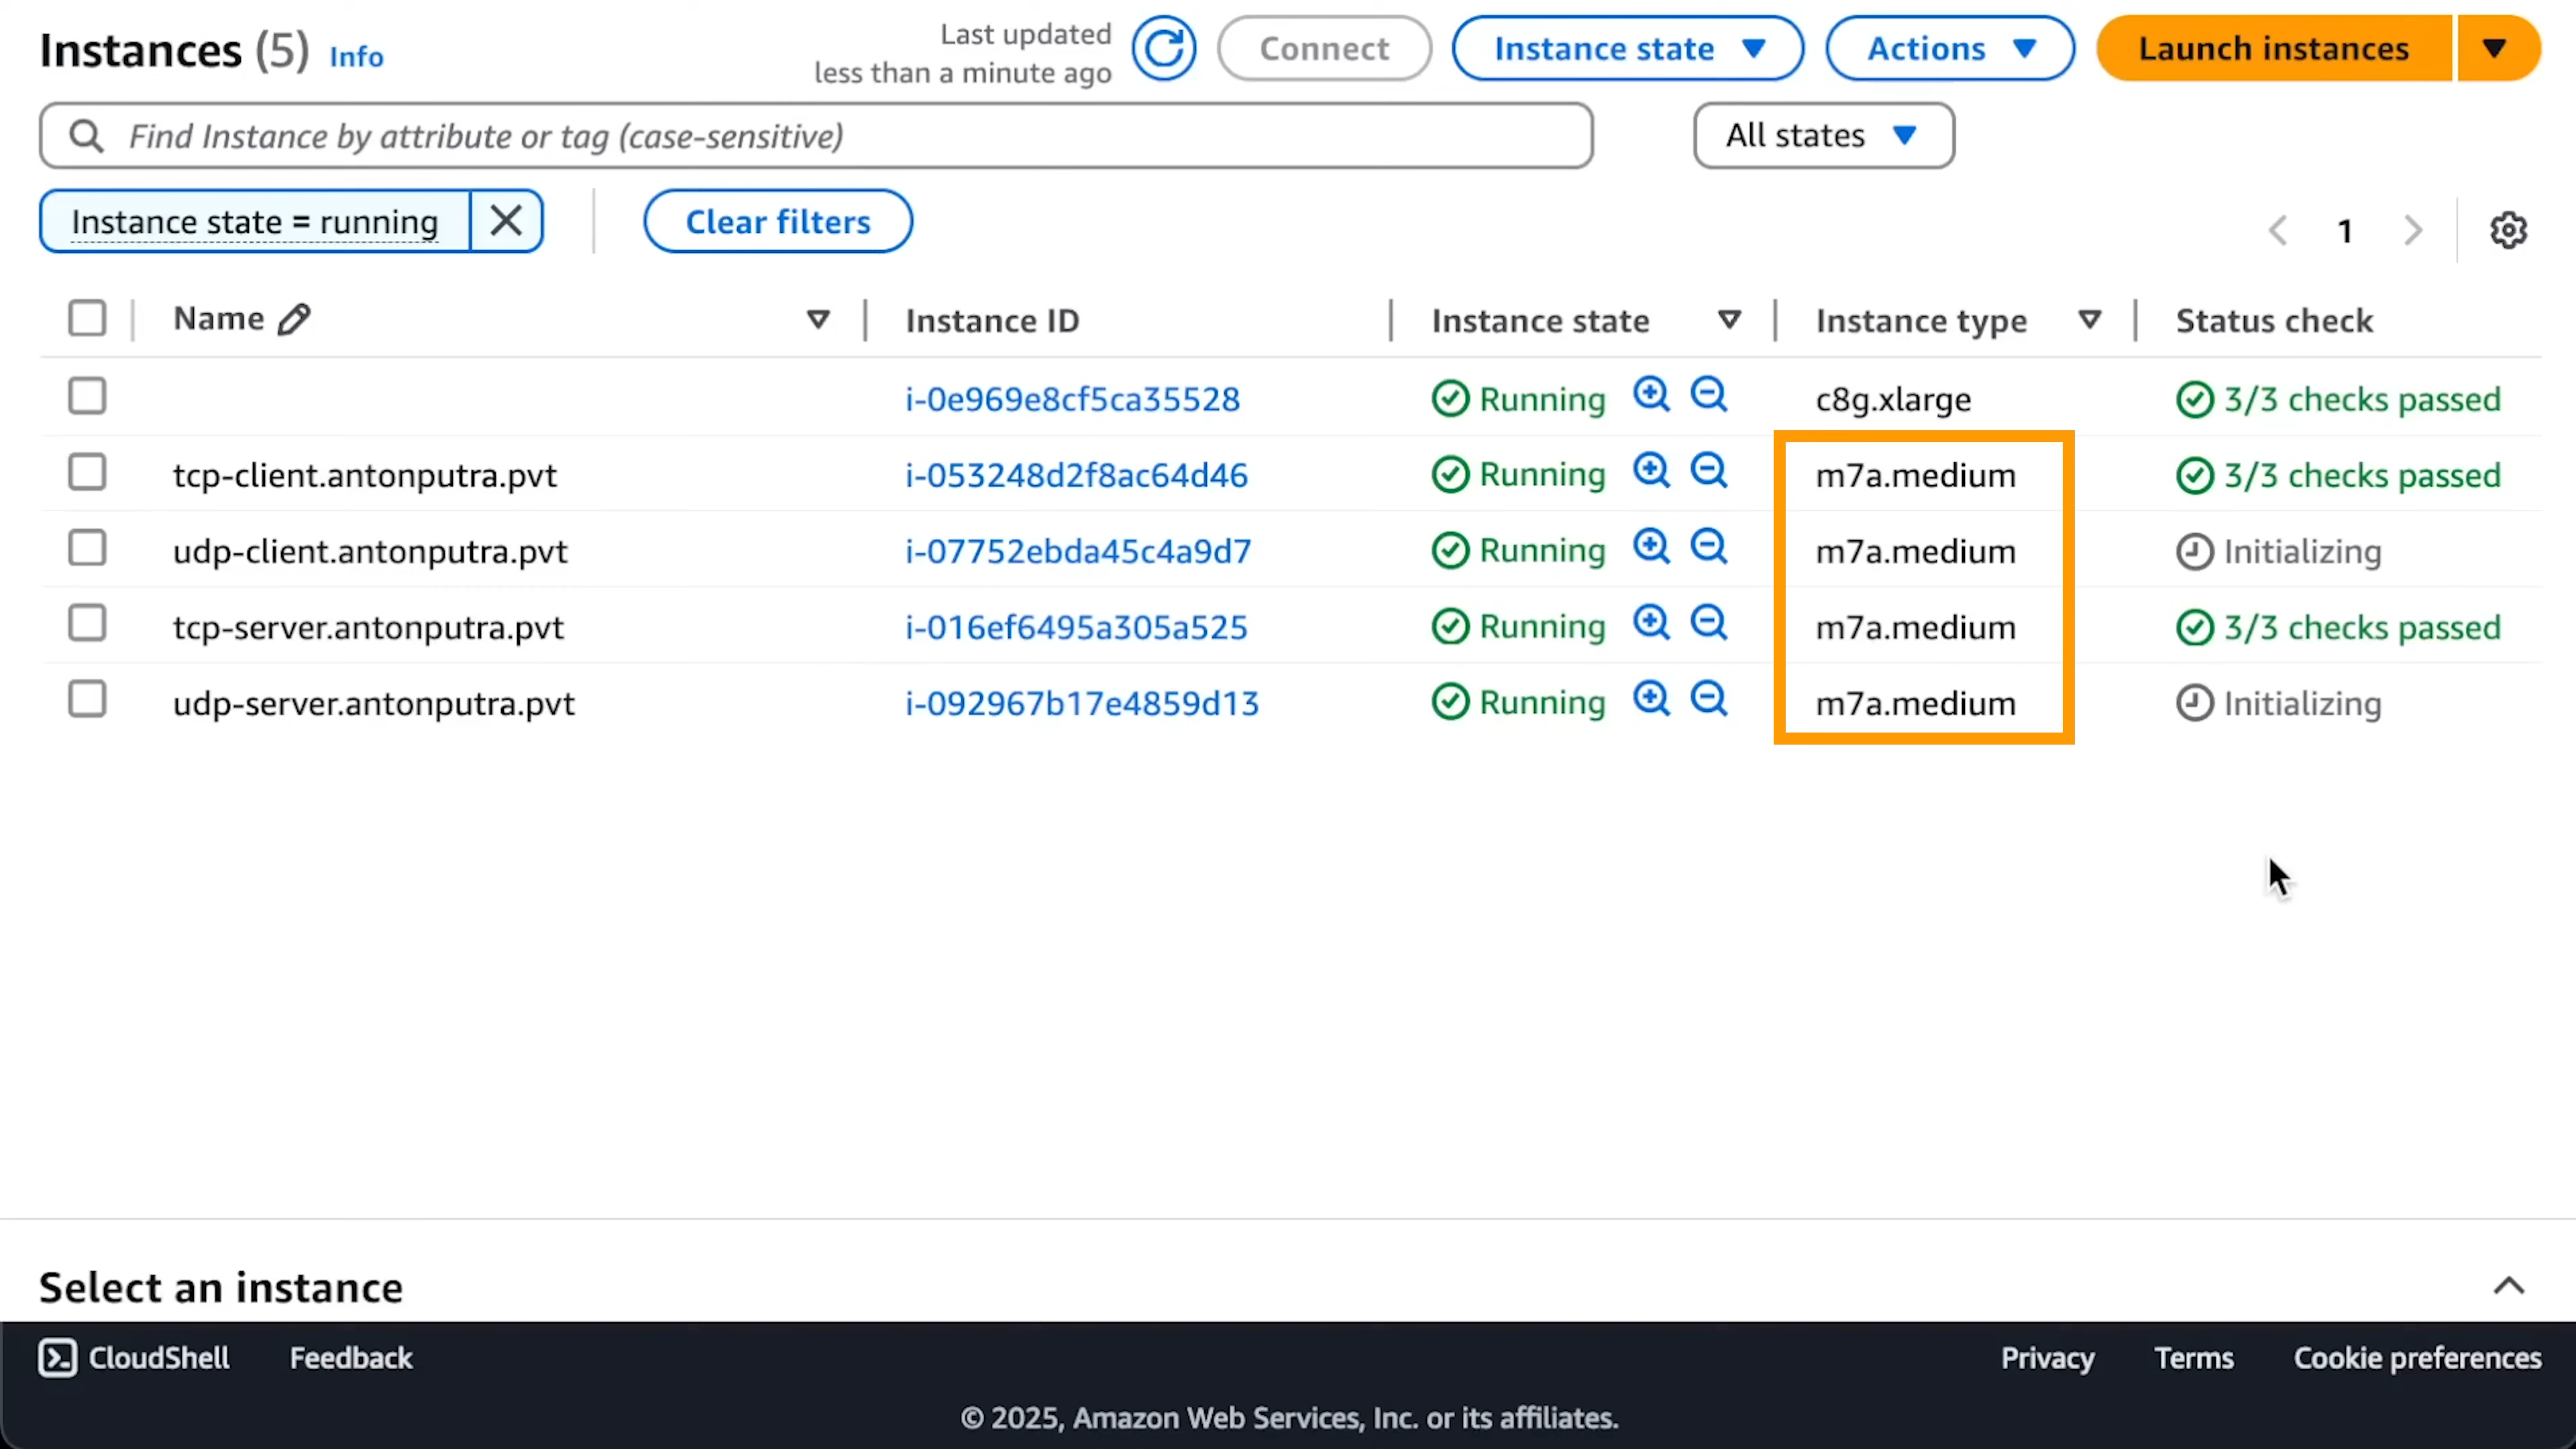 Instances (5) Info
Last updated
less than a minute ago
Connect
Instance state
Actions
Launch instances
Find Instance by attribute or tag (case-sensitive)
All states
Instance state = running
Clear filters
1
Name Instance ID Instance state Instance type Status check
i-0e969e8cf5ca35528 Running c8g.xlarge 3/3 checks passed
tcp-client.antonputra.pvt i-053248d2f8ac64d46 Running m7a.medium 3/3 checks passed
udp-client.antonputra.pvt i-07752ebda45c4a9d7 Running m7a.medium Initializing
tcp-server.antonputra.pvt i-016ef6495a305a525 Running m7a.medium 3/3 checks passed
udp-server.antonputra.pvt i-092967b17e4859d13 Running m7a.medium Initializing
Select an instance
CloudShell Feedback Privacy Terms Cookie preferences
© 2025, Amazon Web Services, Inc. or its affiliates.